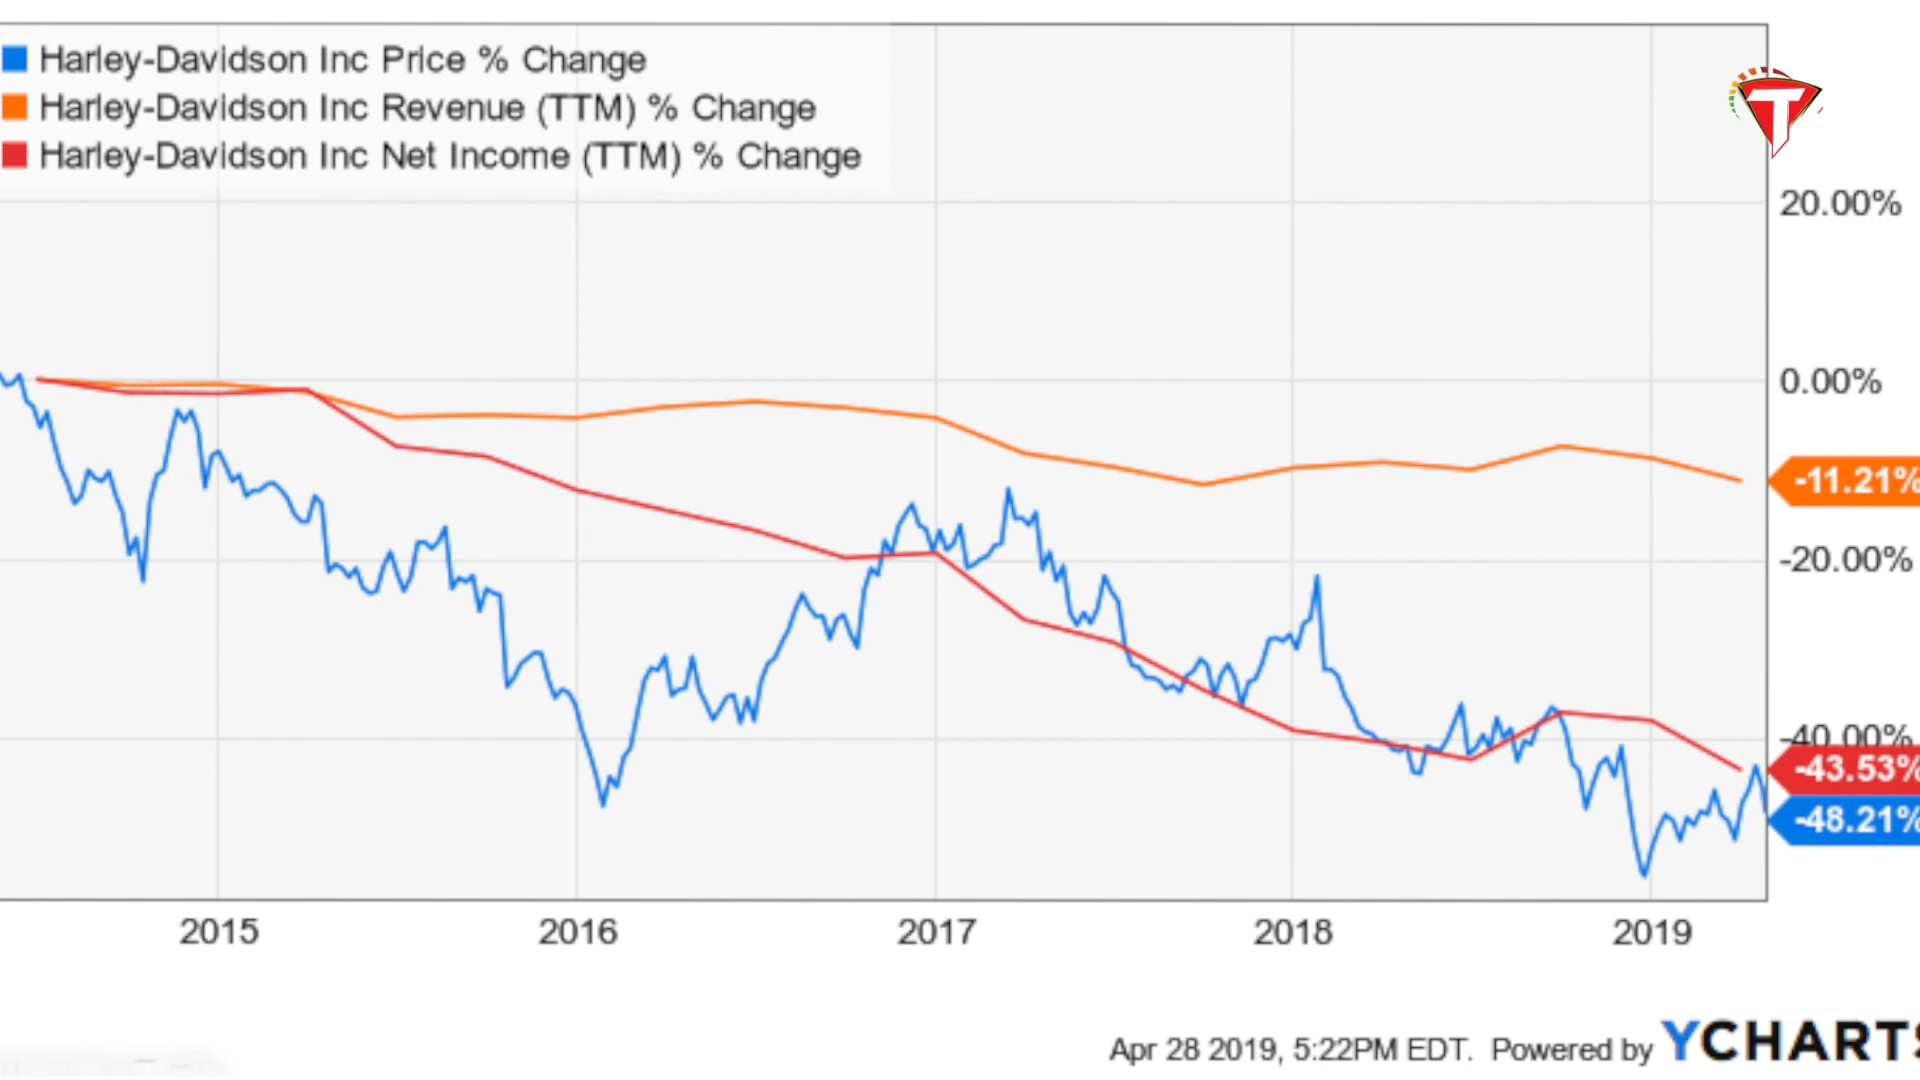 Harley-Davidson Inc Price % Change
Harley-Davidson Inc Revenue (TTM) % Change
Harley-Davidson Inc Net Income (TTM) % Change
T
20.00%
0.00%
-11.21%
-20.00%
-40.00%
-43.53%
-48.21%
2015 2016 2017 2018 2019
Apr 28 2019, 5:22PM EDT. Powered by YCHARTS